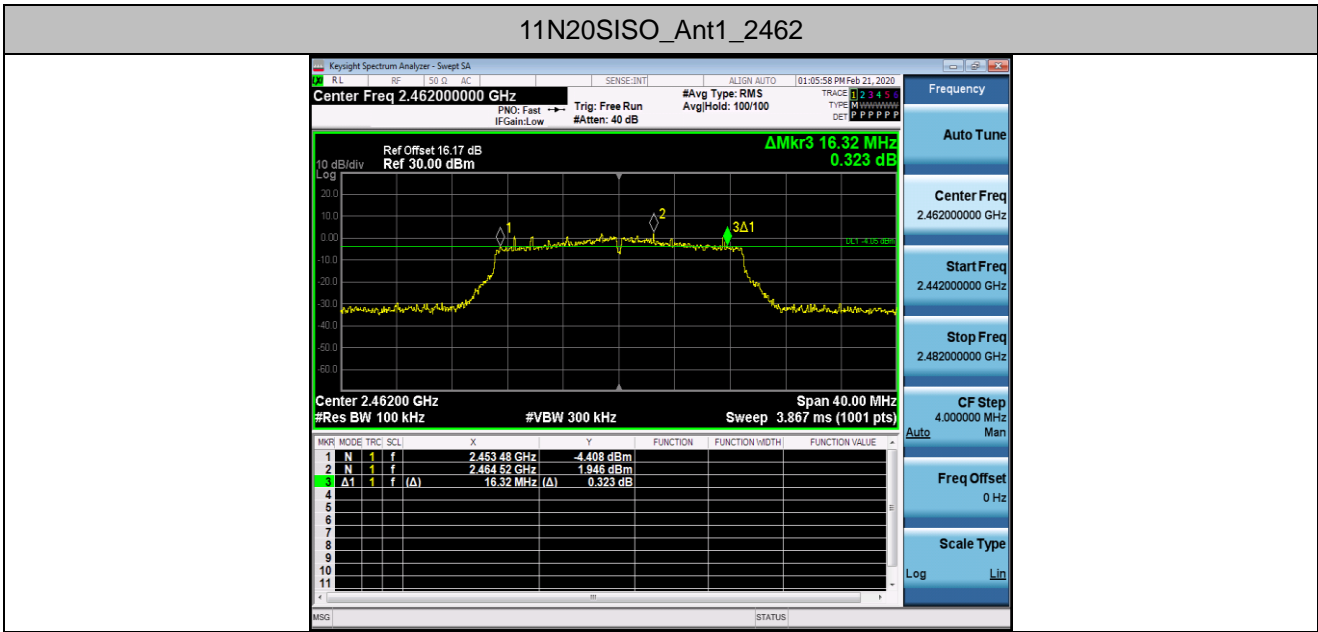 11N20SISO_Ant1_2462
Keysight Spectrum Analyzer - Swept SA
RL RF 50 Ω AC SENSE:INT ALIGN AUTO 01:05:58 PM Feb 21, 2020
Center Freq 2.462000000 GHz #Avg Type: RMS TRACE 1 2 3 4 5 6
PNO: Fast Trig: Free Run Avg|Hold: 100/100 TYPE M WWWWW
IFGain:Low #Atten: 40 dB DET P P P P P P
Ref Offset 16.17 dB ΔMkr3 16.32 MHz
10 dB/div Ref 30.00 dBm 0.323 dB
Log
20.0
10.0
0.00
-10.0
-20.0
-30.0
-40.0
-50.0
-60.0
1
2
3Δ1
DL1 -4.05 dBm
Center 2.46200 GHz Span 40.00 MHz
#Res BW 100 kHz #VBW 300 kHz Sweep 3.867 ms (1001 pts)
MKR MODE TRC SCL X Y FUNCTION FUNCTION WIDTH FUNCTION VALUE
1 N 1 f 2.453 48 GHz -4.408 dBm
2 N 1 f 2.464 52 GHz 1.946 dBm
3 Δ1 1 f (Δ) 16.32 MHz (Δ) 0.323 dB
4
5
6
7
8
9
10
11
MSG STATUS
Frequency
Auto Tune
Center Freq
2.462000000 GHz
Start Freq
2.442000000 GHz
Stop Freq
2.482000000 GHz
CF Step
4.000000 MHz
Auto Man
Freq Offset
0 Hz
Scale Type
Log Lin